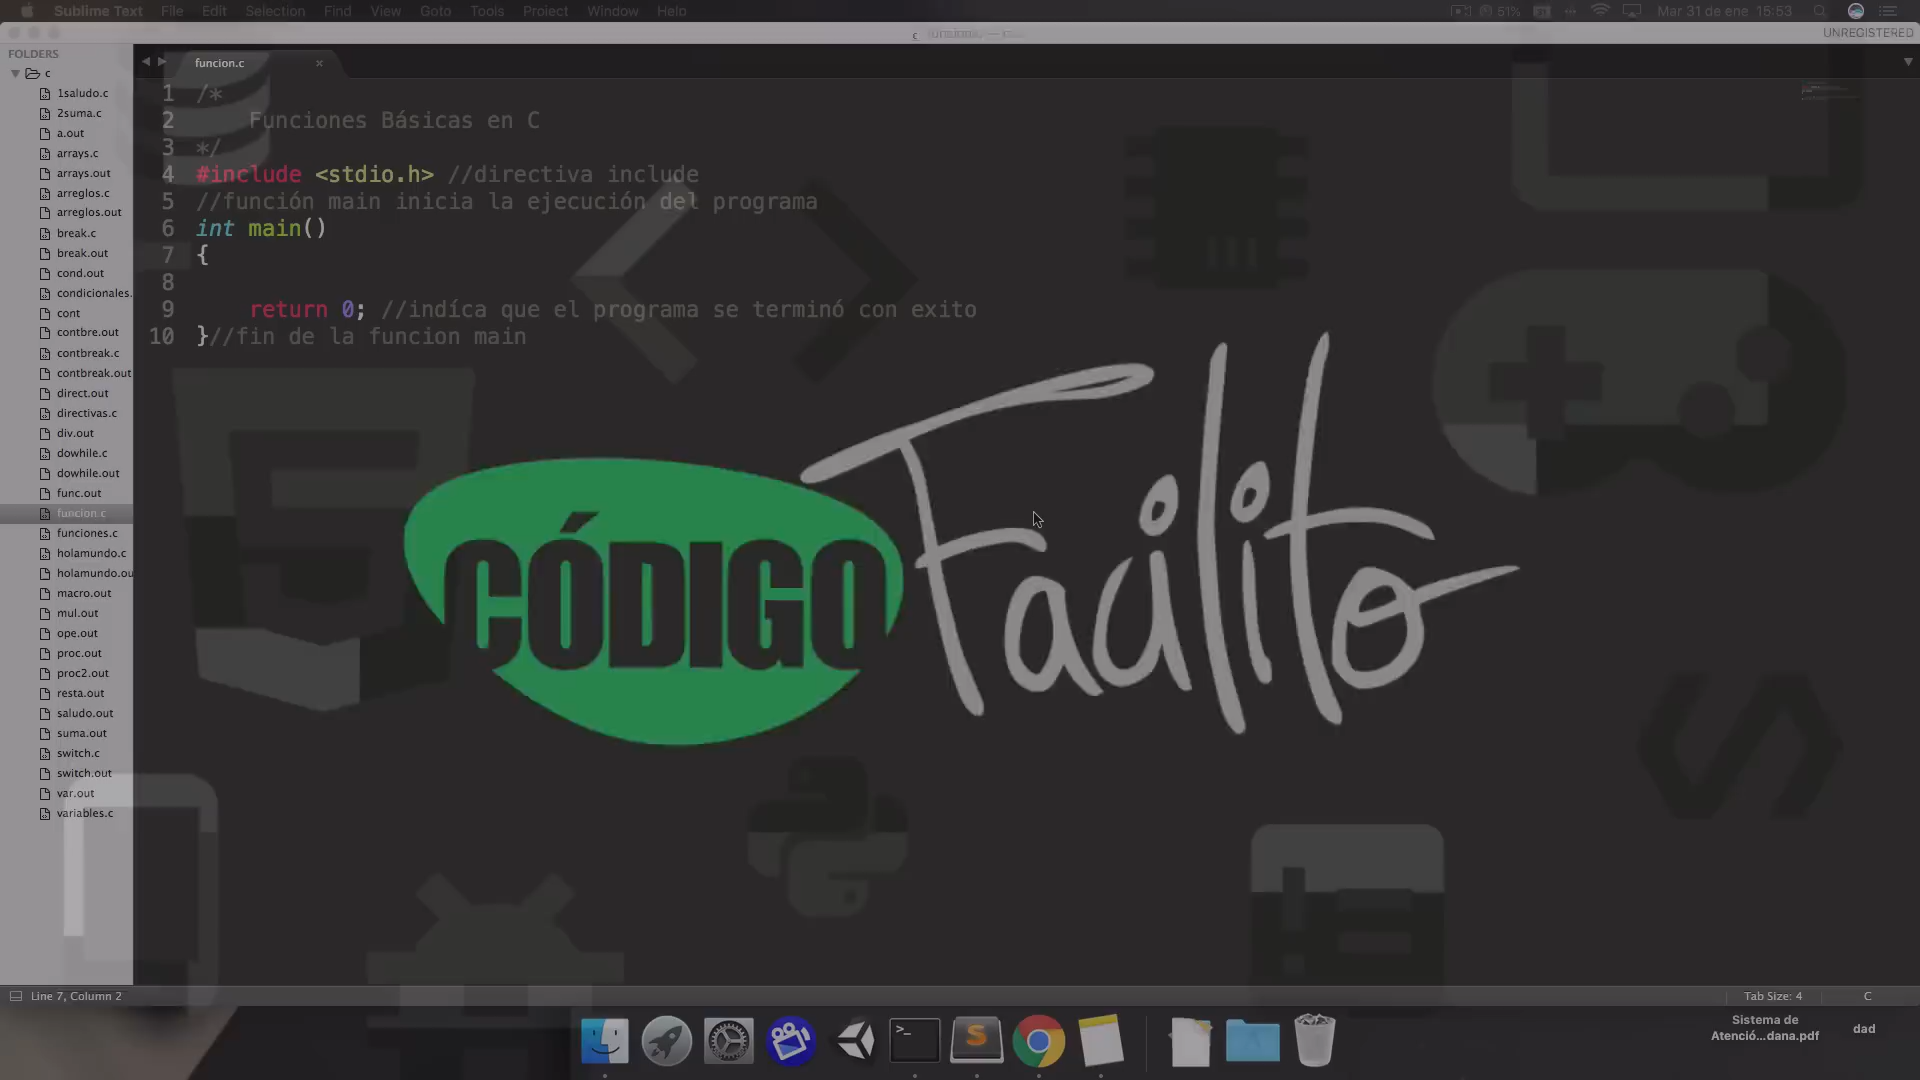 Sublime Text File Edit Selection Find View Goto Tools Project Window Help 51% Mar 31 de ene 15:53
UNREGISTERED
FOLDERS
c
1saludo.c
2suma.c
a.out
arrays.c
arrays.out
arreglos.c
arreglos.out
break.c
break.out
cond.out
condicionales.
cont
contbre.out
contbreak.c
contbreak.out
direct.out
directivas.c
div.out
dowhile.c
dowhile.out
func.out
funcion.c
funciones.c
holamundo.c
holamundo.ou
macro.out
mul.out
ope.out
proc.out
proc2.out
resta.out
saludo.out
suma.out
switch.c
switch.out
var.out
variables.c
funcion.c
1 /*
2 Funciones Básicas en C
3 */
4 #include <stdio.h> //directiva include
5 //función main inicia la ejecución del programa
6 int main()
7 {
8
9 return 0; //indíca que el programa se terminó con exito
10 }//fin de la funcion main
CÓDIGO Facilito
Line 7, Column 2 Tab Size: 4 C
Sistema de
Atenció...dana.pdf
dad